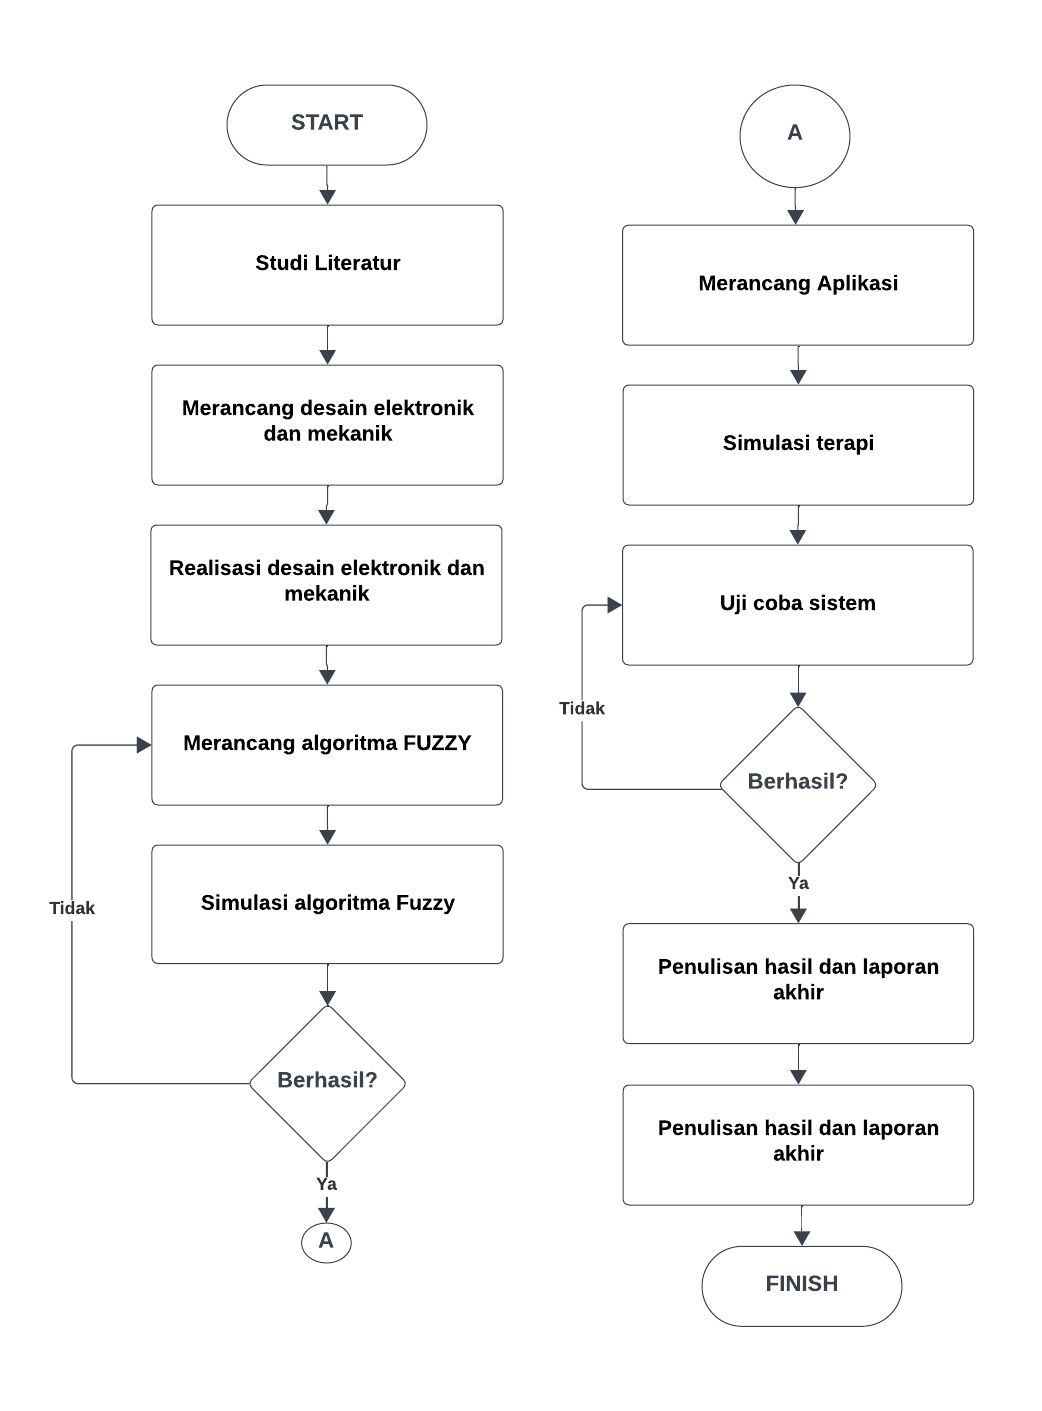 START
Studi Literatur
Merancang desain elektronik
dan mekanik
Realisasi desain elektronik dan
mekanik
Merancang algoritma FUZZY
Simulasi algoritma Fuzzy
Tidak
Berhasil?
Ya
A
A
Merancang Aplikasi
Simulasi terapi
Uji coba sistem
Tidak
Berhasil?
Ya
Penulisan hasil dan laporan
akhir
Penulisan hasil dan laporan
akhir
FINISH